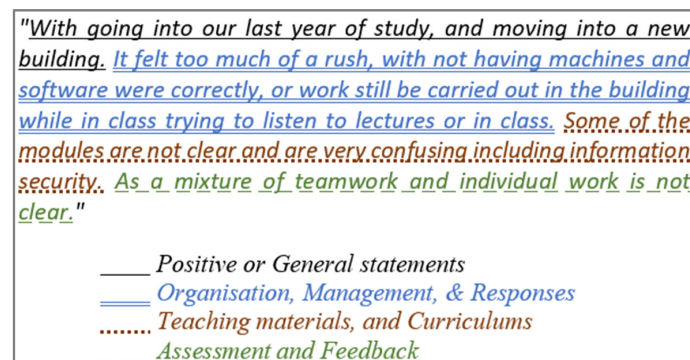 "With going into our last year of study, and moving into a new
building. It felt too much of a rush, with not having machines and
software were correctly, or work still be carried out in the building
while in class trying to listen to lectures or in class. Some of the
modules are not clear and are very confusing including information
security. As a mixture of teamwork and individual work is not
clear."
Positive or General statements
Organisation, Management, & Responses
Teaching materials, and Curriculums
Assessment and Feedback